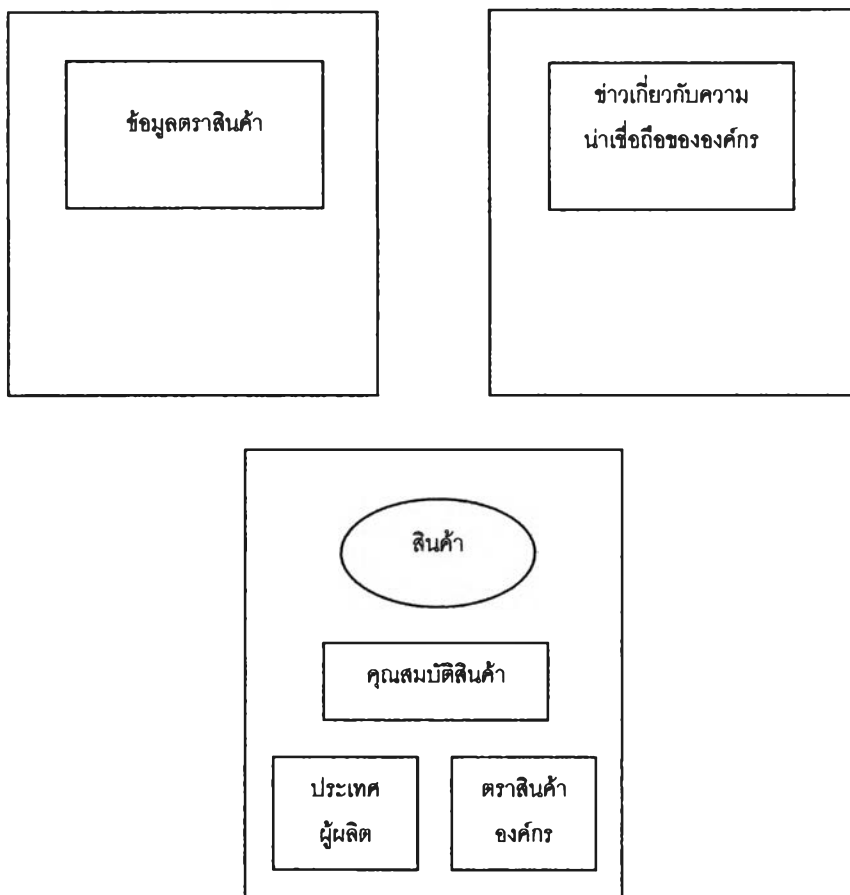 ข้อมูลตราสินค้า
ข่าวเกี่ยวกับความ
น่าเชื่อถือขององค์กร
สินค้า
คุณสมบัติสินค้า
ประเทศ
ผู้ผลิต
ตราสินค้า
องค์กร